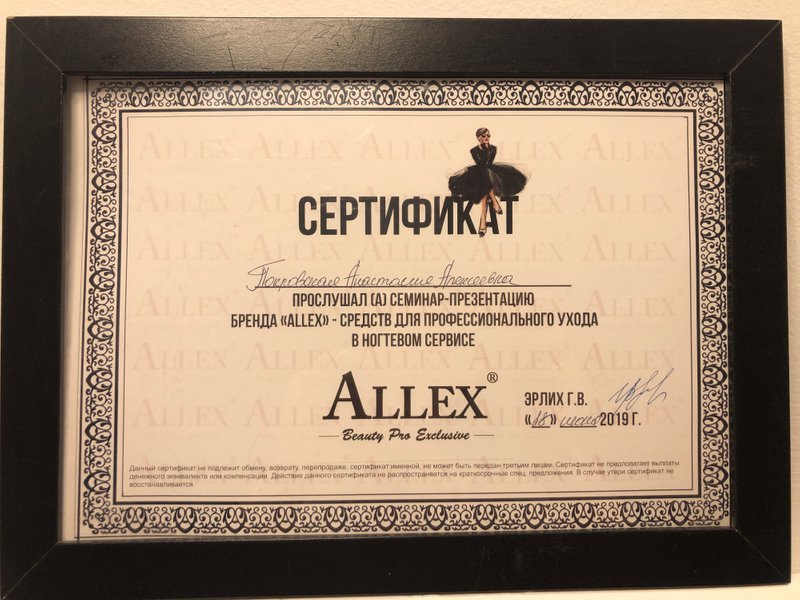 СЕРТИФИКАТ
Покровская Анастасия Алексеевна
ПРОСЛУШАЛ (А) СЕМИНАР-ПРЕЗЕНТАЦИЮ
БРЕНДА «ALLEX» - СРЕДСТВ ДЛЯ ПРОФЕССИОНАЛЬНОГО УХОДА
В НОГТЕВОМ СЕРВИСЕ
ALLEX®
Beauty Pro Exclusive
ЭРЛИХ Г.В.
«18» 2019 Г.
Данный сертификат не подлежит обмену, возврату, перепродаже, сертификат именной, не может быть передан третьим лицам. Сертификат не предполагает выплаты
денежного эквивалента или компенсации. Действие данного сертификата не распространяется на краткосрочные спец. предложения. В случае утери сертификат не
восстанавливается.